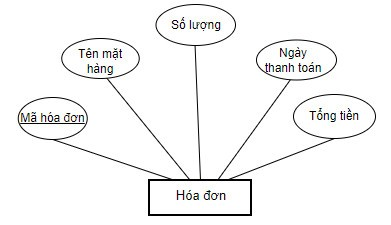 Số lượng
Tên mặt
hàng
Ngày
thanh toán
Mã hóa đơn
Tổng tiền
Hóa đơn